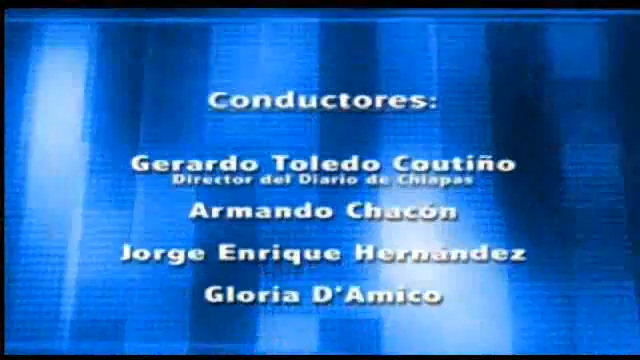 Conductores:
Gerardo Toledo Coutiño
Director del Diario de Chiapas
Armando Chacón
Jorge Enrique Hernández
Gloria D'Amico